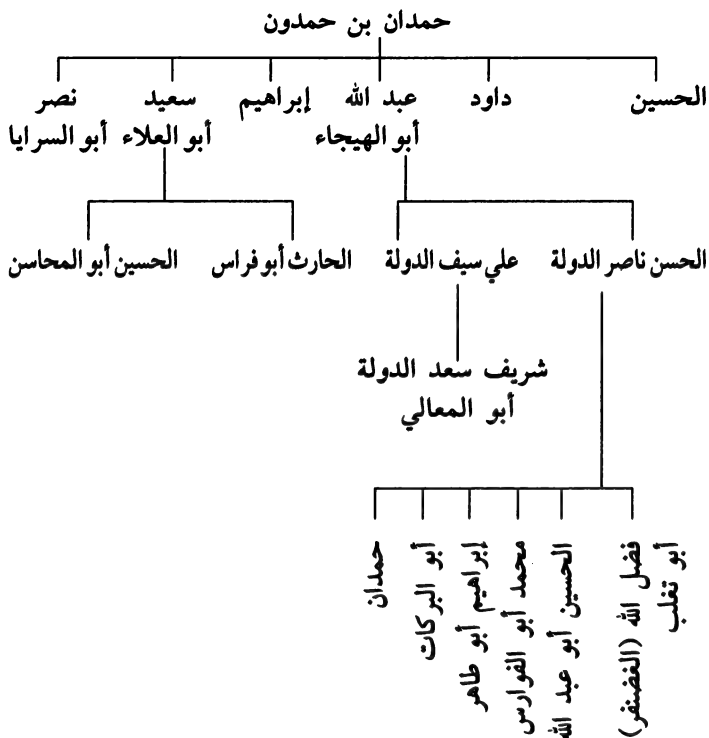 حمدان بن حمدون
الحسين
داود
عبد الله
أبو الهيجاء
إبراهيم
سعيد
أبو العلاء
نصر
أبو السرايا
الحسن ناصر الدولة
علي سيف الدولة
الحارث أبو فراس
الحسين أبو المحاسن
شريف سعد الدولة
أبو المعالي
أبو تغلب
فضل الله (الغضنفر)
الحسين أبو عبد الله
محمد أبو الفوارس
إبراهيم أبو طاهر
أبو البركات
حمدان